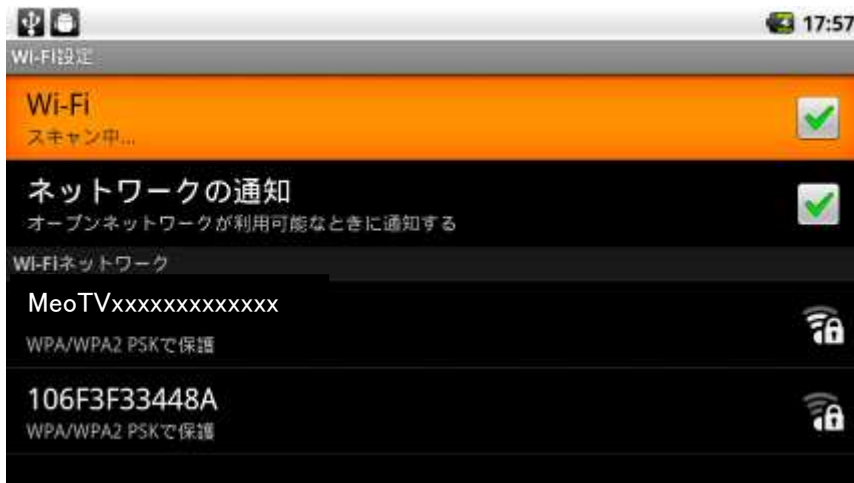 17:57
Wi-Fi設定
Wi-Fi
スキャン中...
ネットワークの通知
オープンネットワークが利用可能なときに通知する
Wi-Fiネットワーク
MeoTVxxxxxxxxxxxxx
WPA/WPA2 PSKで保護
106F3F33448A
WPA/WPA2 PSKで保護